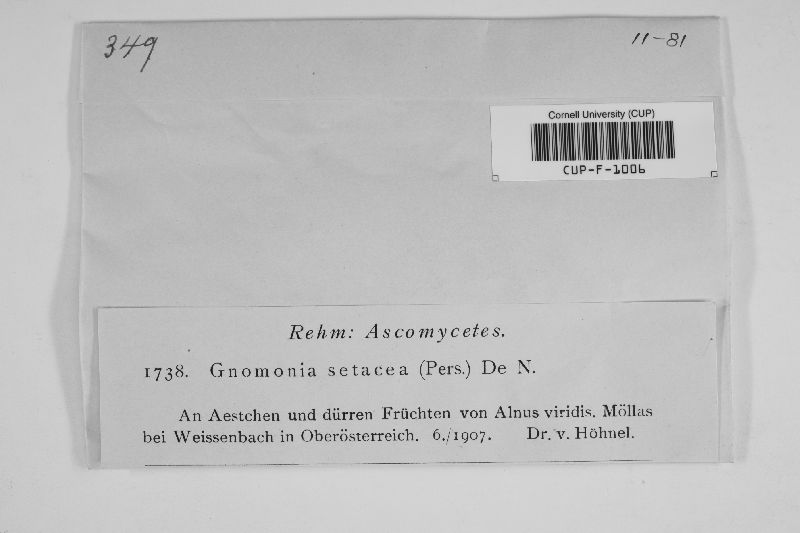 349
11-81
Cornell University (CUP)
CUP-F-1006
Rehm: Ascomycetes.
1738. Gnomonia setacea (Pers.) De N.
An Aestchen und dürren Früchten von Alnus viridis. Möllas
bei Weissenbach in Oberösterreich. 6./1907. Dr. v. Höhnel.